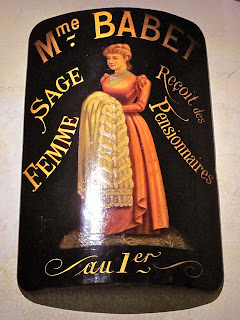 Mme BABET
SAGE
FEMME
Reçoit des
Pensionnaires
au 1er